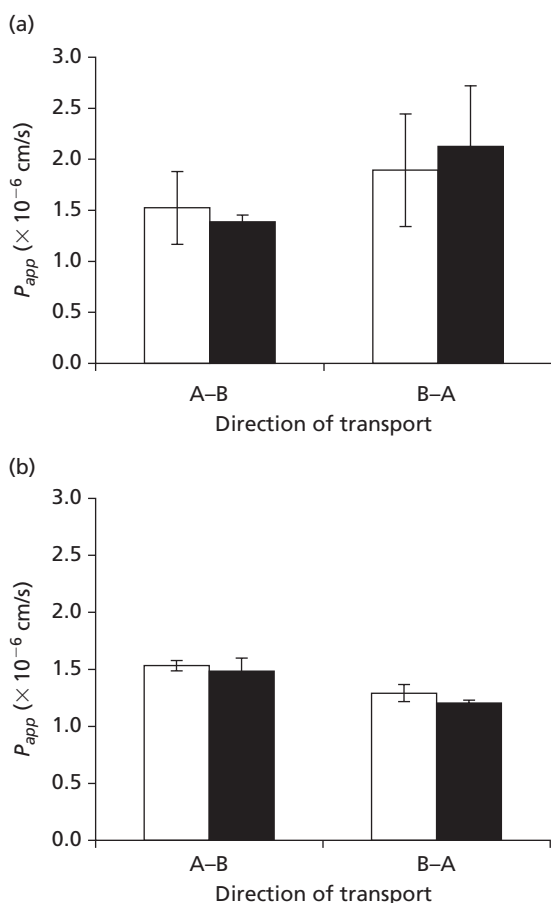 (a)
3.0
2.5
2.0
1.5
1.0
0.5
0.0
P_app (× 10⁻⁶ cm/s)
A–B B–A
Direction of transport
(b)
3.0
2.5
2.0
1.5
1.0
0.5
0.0
P_app (× 10⁻⁶ cm/s)
A–B B–A
Direction of transport